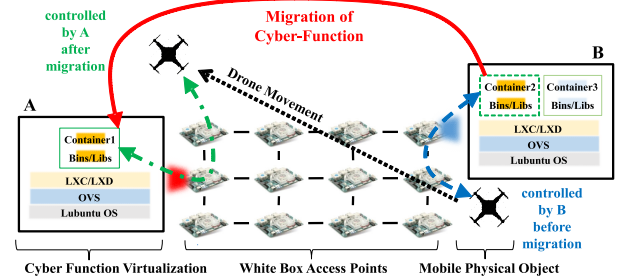 controlled
by A
after
migration
Migration of
Cyber-Function
Drone Movement
A
Container1
Bins/Libs
LXC/LXD
OVS
Lubuntu OS
B
Container2
Bins/Libs
Container3
Bins/Libs
LXC/LXD
OVS
Lubuntu OS
controlled
by B
before
migration
Cyber Function Virtualization
White Box Access Points
Mobile Physical Object